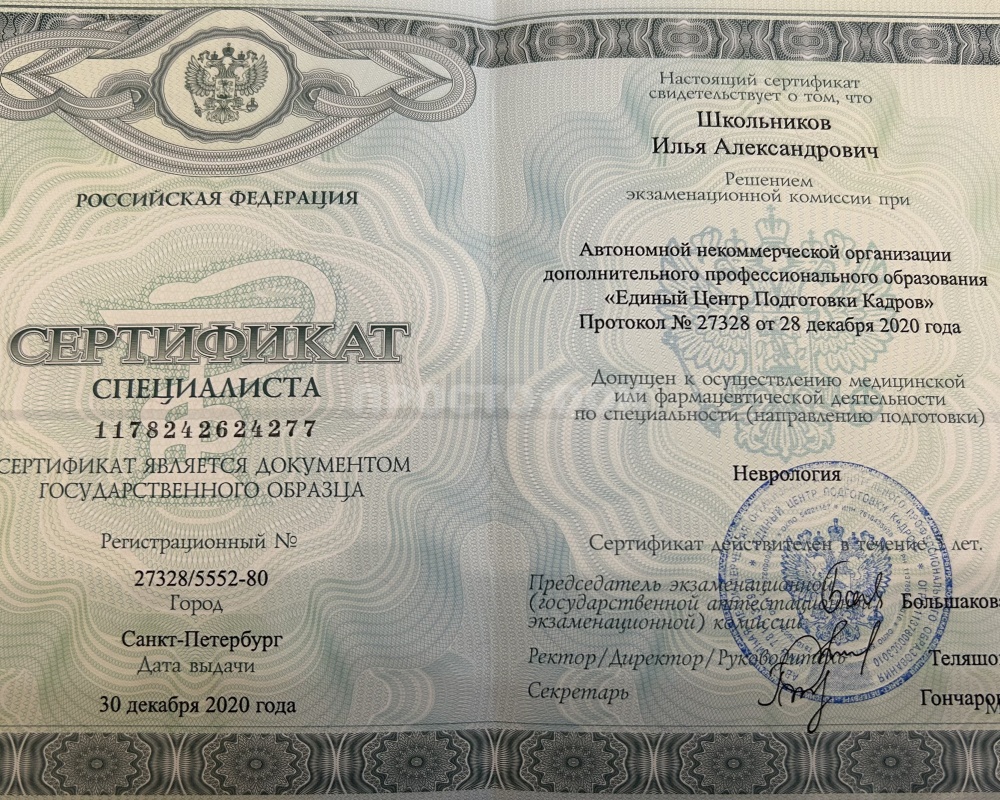 РОССИЙСКАЯ ФЕДЕРАЦИЯ
СЕРТИФИКАТ
СПЕЦИАЛИСТА
1178242624277
СЕРТИФИКАТ ЯВЛЯЕТСЯ ДОКУМЕНТОМ
ГОСУДАРСТВЕННОГО ОБРАЗЦА
Регистрационный №
27328/5552-80
Город
Санкт-Петербург
Дата выдачи
30 декабря 2020 года
Настоящий сертификат
свидетельствует о том, что
Школьников
Илья Александрович
Решением
экзаменационной комиссии при
Автономной некоммерческой организации
дополнительного профессионального образования
«Единый Центр Подготовки Кадров»
Протокол № 27328 от 28 декабря 2020 года
Допущен к осуществлению медицинской
или фармацевтической деятельности
по специальности (направлению подготовки)
Неврология
Сертификат действителен в течение лет.
Председатель экзаменационной
(государственной аттестационной,
экзаменационной) комиссии
Большакова
Ректор/Директор/Руководитель
Теляшов
Секретарь
Гончаров